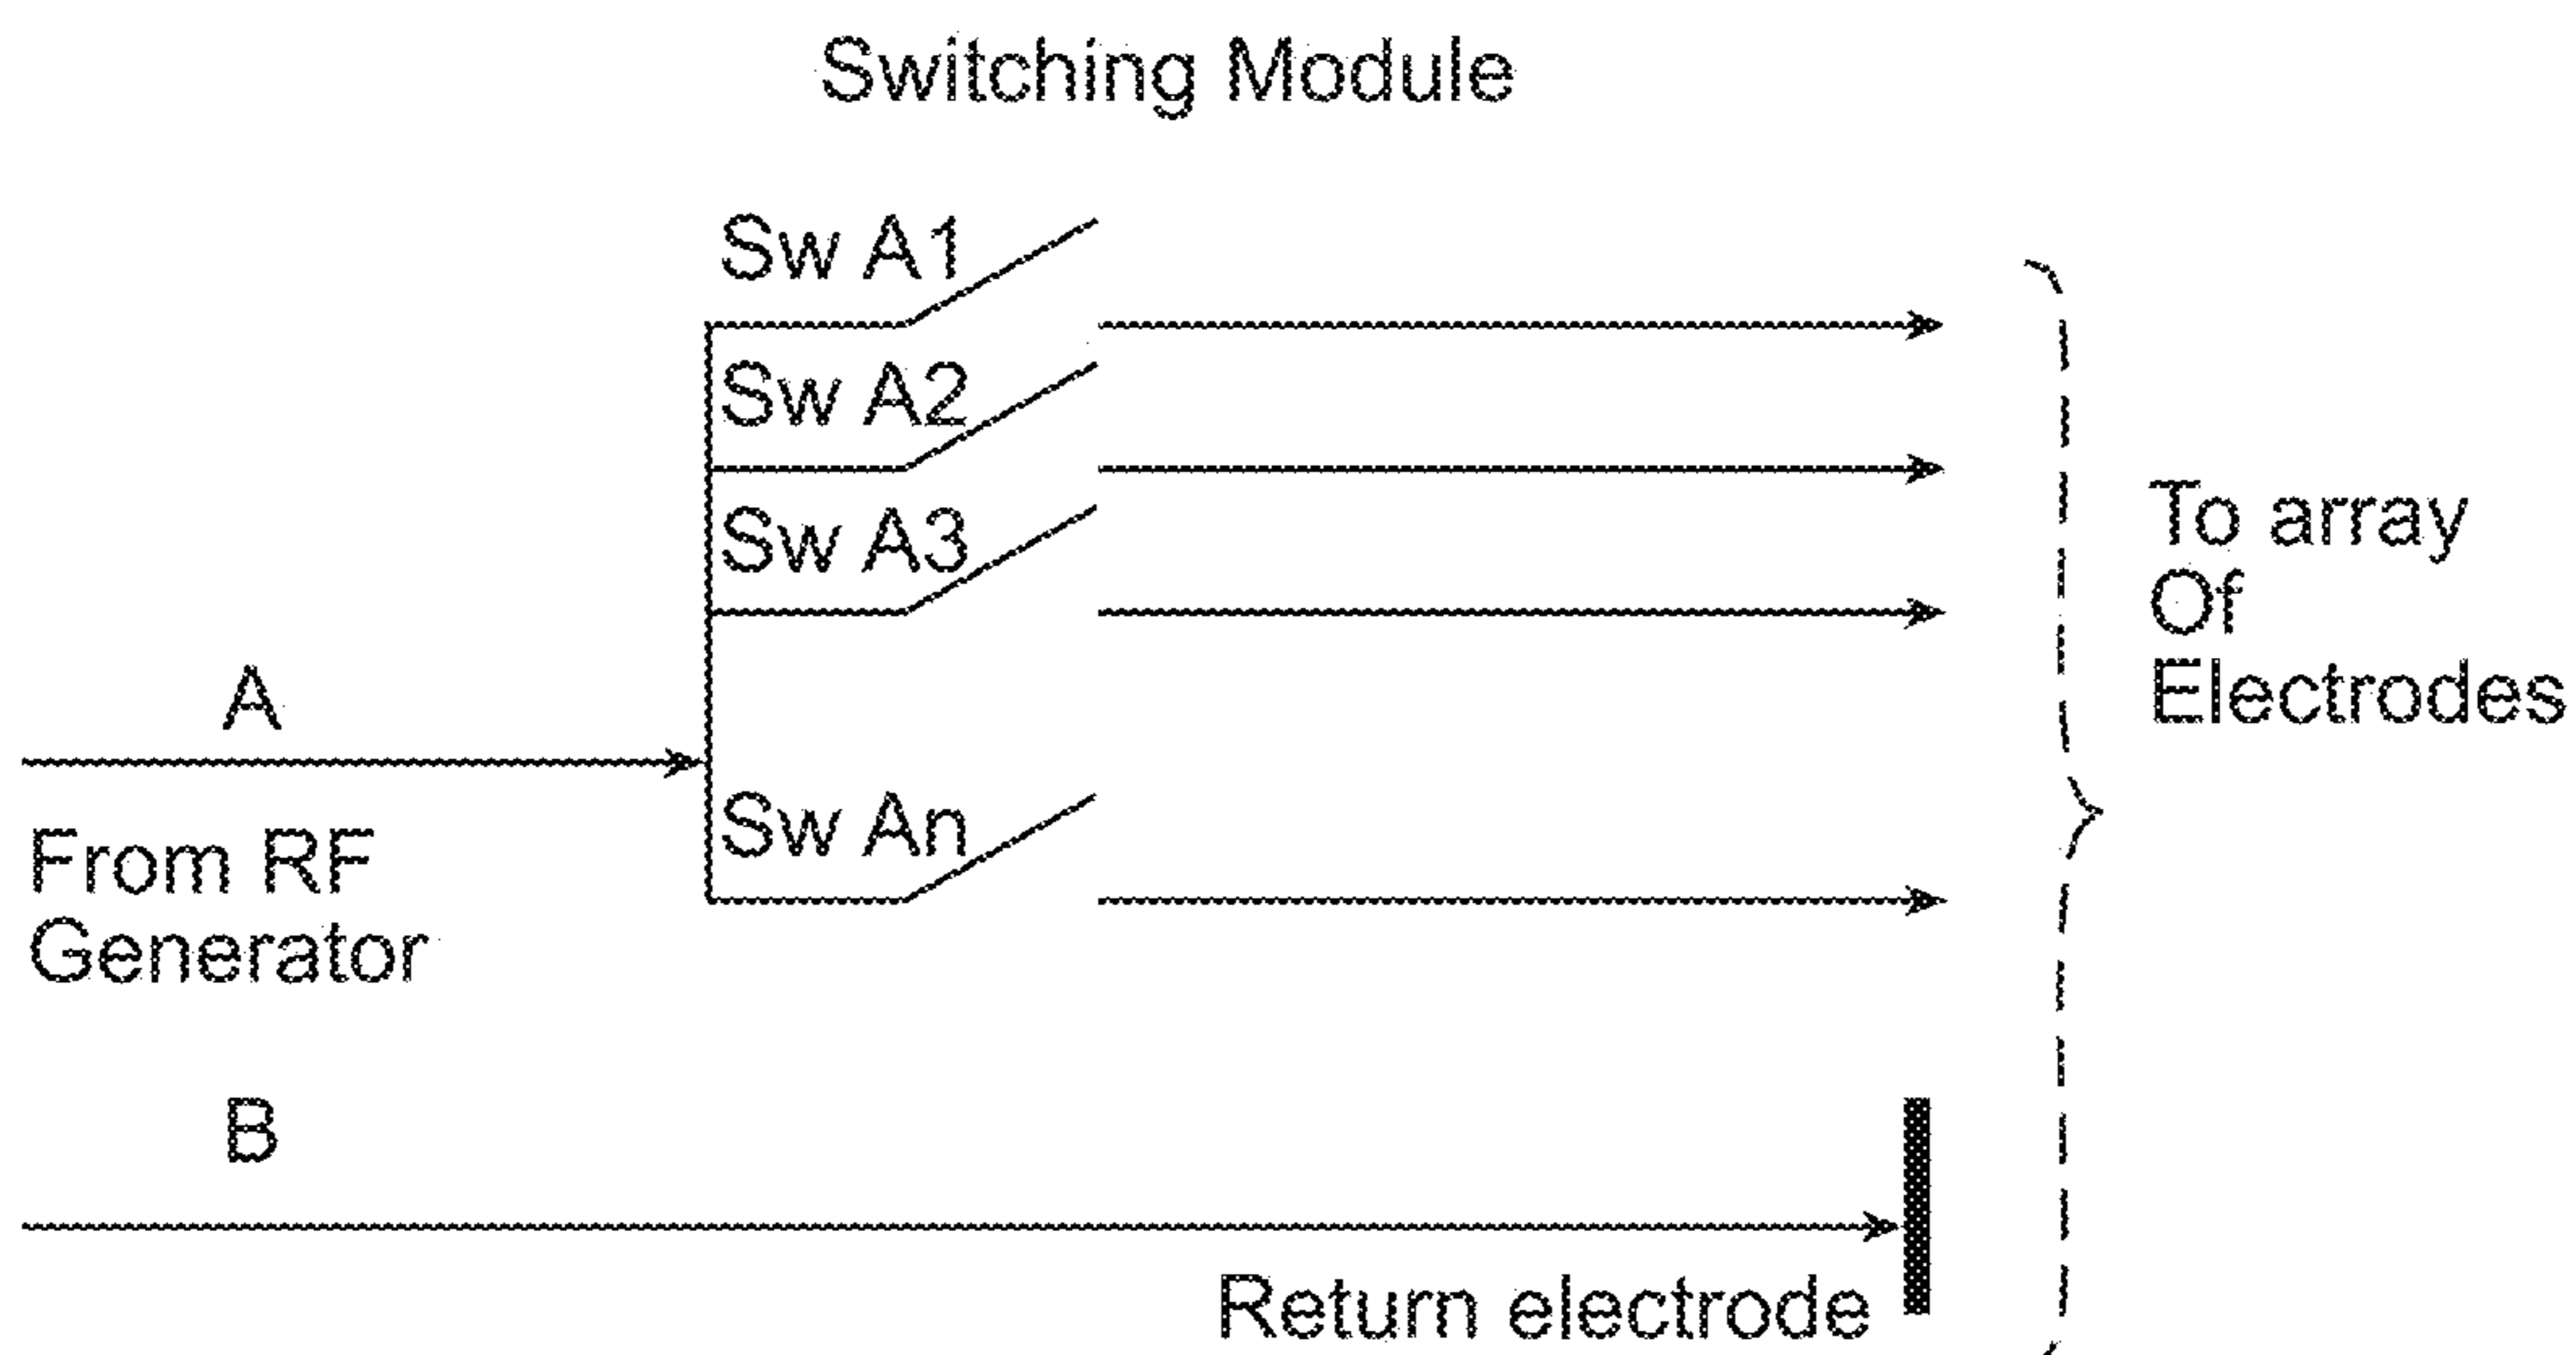 Switching Module
Sw A1
Sw A2
Sw A3
To array
Of
Electrodes
A
Sw An
From RF
Generator
B
Return electrode